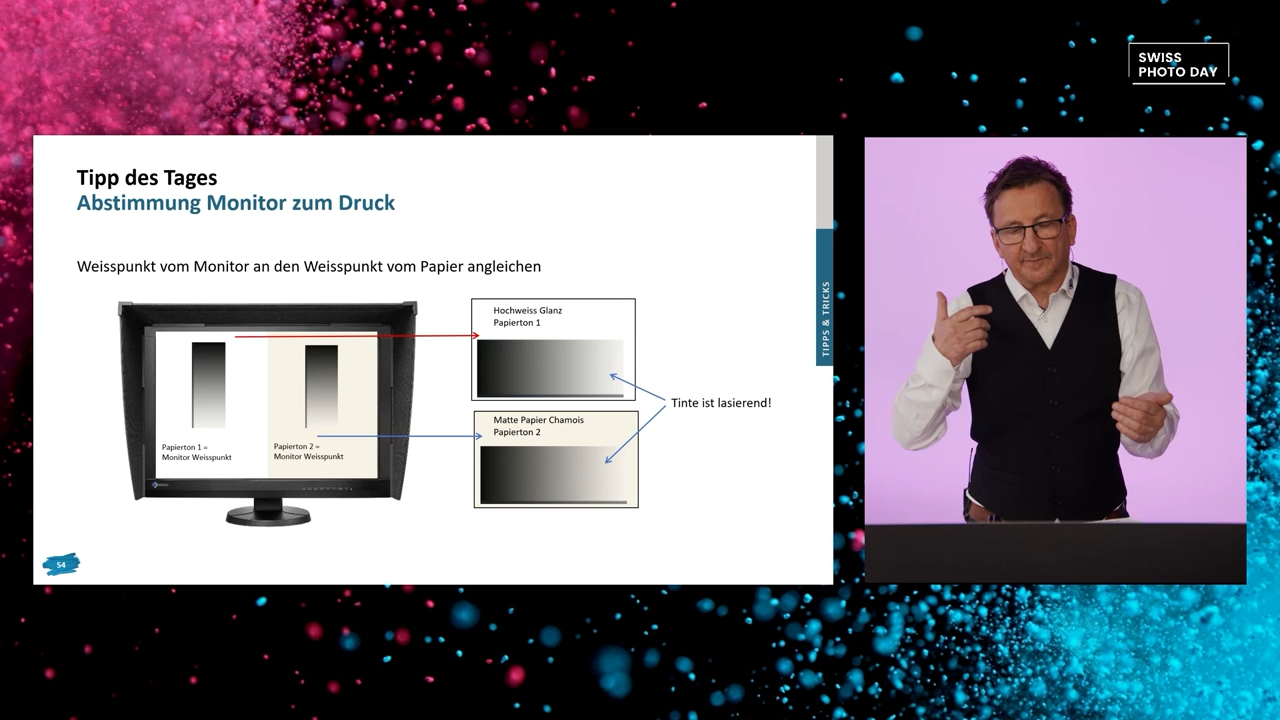 SWISS
PHOTO DAY
Tipp des Tages
Abstimmung Monitor zum Druck
Weisspunkt vom Monitor an den Weisspunkt vom Papier angleichen
Papierton 1 =
Monitor Weisspunkt
Papierton 2 =
Monitor Weisspunkt
Hochweiss Glanz
Papierton 1
Matte Papier Chamois
Papierton 2
Tinte ist lasierend!
TIPPS & TRICKS
54